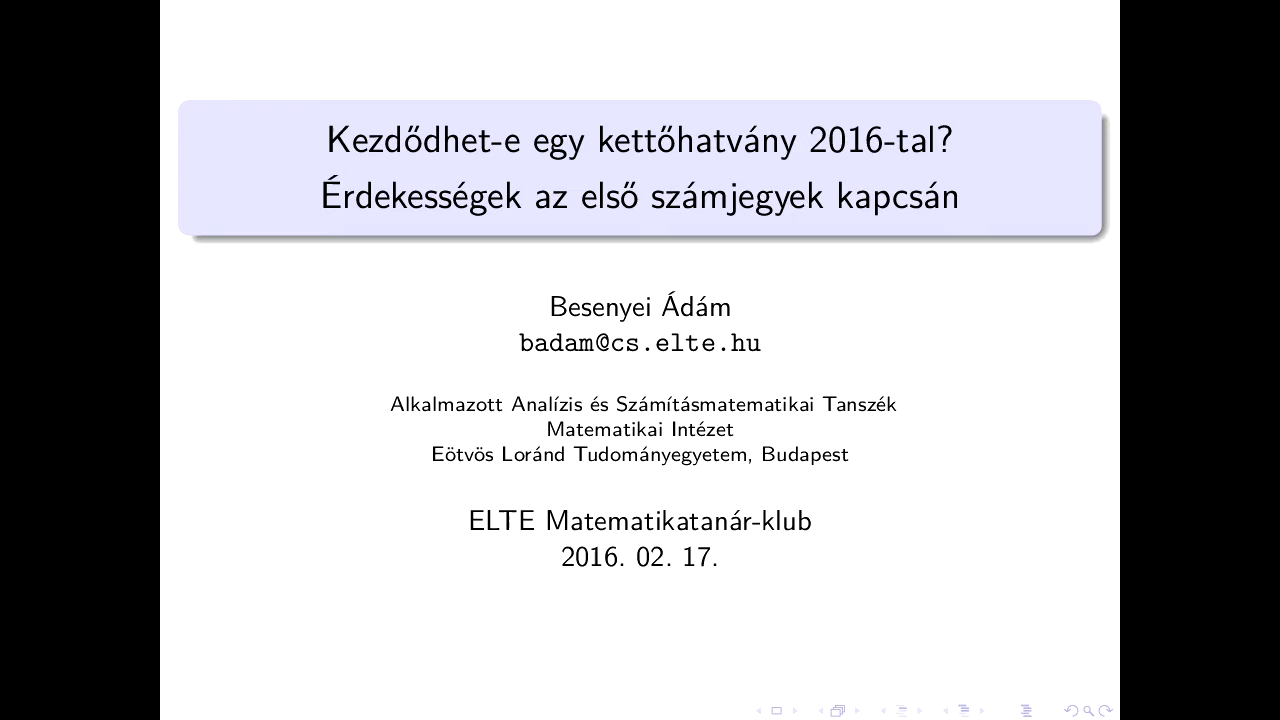 Kezdődhet-e egy kettőhatvány 2016-tal?
Érdekességek az első számjegyek kapcsán
Besenyei Ádám
badam@cs.elte.hu
Alkalmazott Analízis és Számításmatematikai Tanszék
Matematikai Intézet
Eötvös Loránd Tudományegyetem, Budapest
ELTE Matematikatanár-klub
2016. 02. 17.